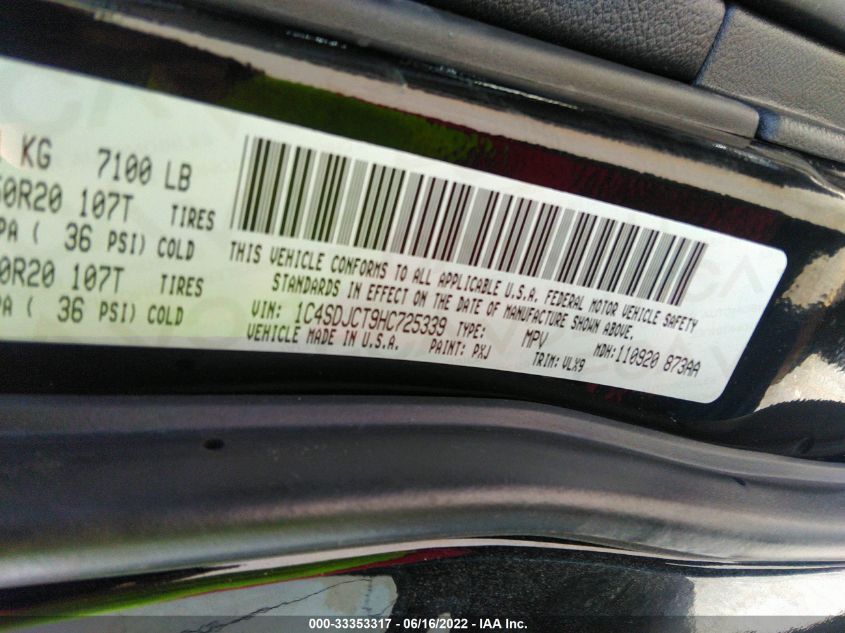 KG 7100 LB
50R20 107T TIRES
PA ( 36 PSI) COLD
0R20 107T TIRES
PA ( 36 PSI) COLD
THIS VEHICLE CONFORMS TO ALL APPLICABLE U.S.A. FEDERAL MOTOR VEHICLE SAFETY
STANDARDS IN EFFECT ON THE DATE OF MANUFACTURE SHOWN ABOVE.
VIN: 1C4SDJCT9HC725339 TYPE: MPV MDH:110920 873AA
VEHICLE MADE IN U.S.A. PAINT: PXJ TRIM: VLX9
000-33353317 - 06/16/2022 - IAA Inc.